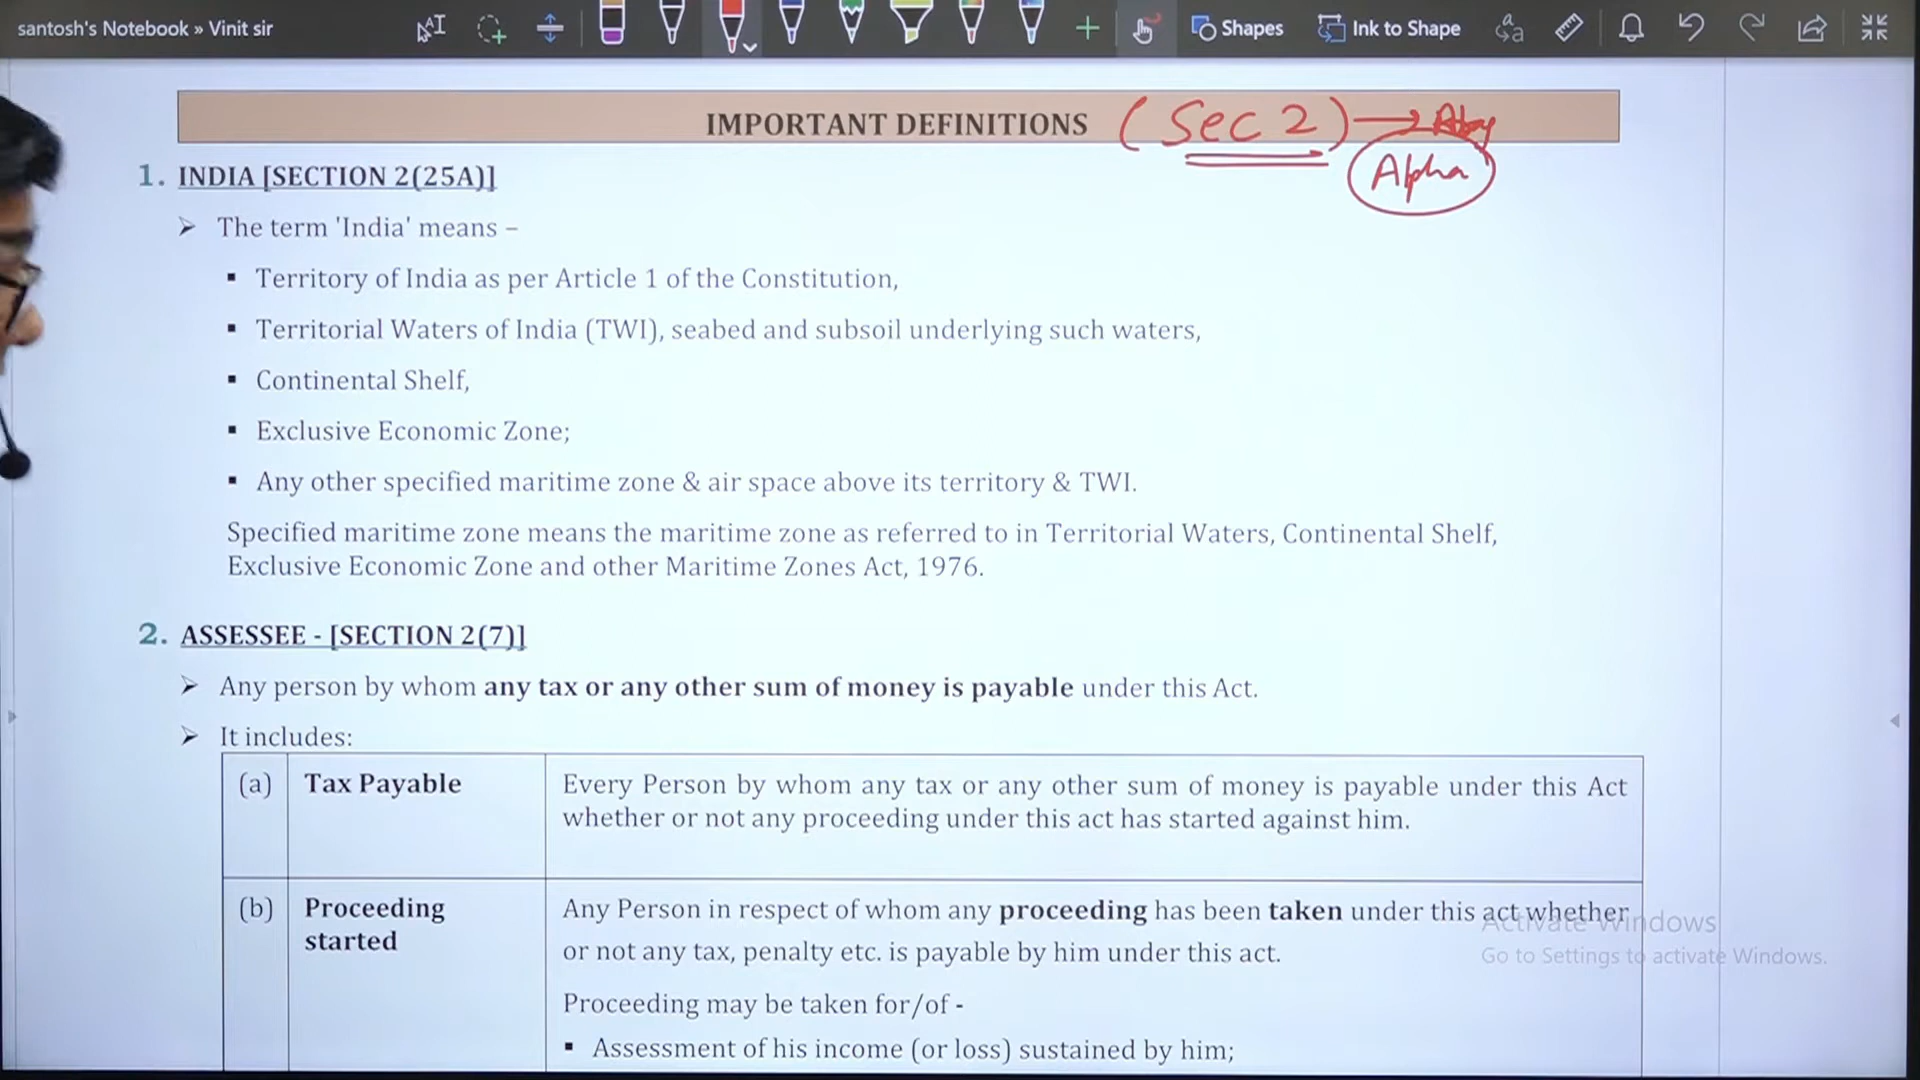 santosh's Notebook » Vinit sir
Shapes
Ink to Shape
IMPORTANT DEFINITIONS (Sec 2) →
Alpha
1. INDIA [SECTION 2(25A)]
➢ The term 'India' means –
▪ Territory of India as per Article 1 of the Constitution,
▪ Territorial Waters of India (TWI), seabed and subsoil underlying such waters,
▪ Continental Shelf,
▪ Exclusive Economic Zone;
▪ Any other specified maritime zone & air space above its territory & TWI.
Specified maritime zone means the maritime zone as referred to in Territorial Waters, Continental Shelf,
Exclusive Economic Zone and other Maritime Zones Act, 1976.
2. ASSESSEE - [SECTION 2(7)]
➢ Any person by whom any tax or any other sum of money is payable under this Act.
➢ It includes:
(a) Tax Payable Every Person by whom any tax or any other sum of money is payable under this Act
whether or not any proceeding under this act has started against him.
(b) Proceeding started
Any Person in respect of whom any proceeding has been taken under this act whether
or not any tax, penalty etc. is payable by him under this act.
Proceeding may be taken for/of -
▪ Assessment of his income (or loss) sustained by him;
Activate Windows
Go to Settings to activate Windows.